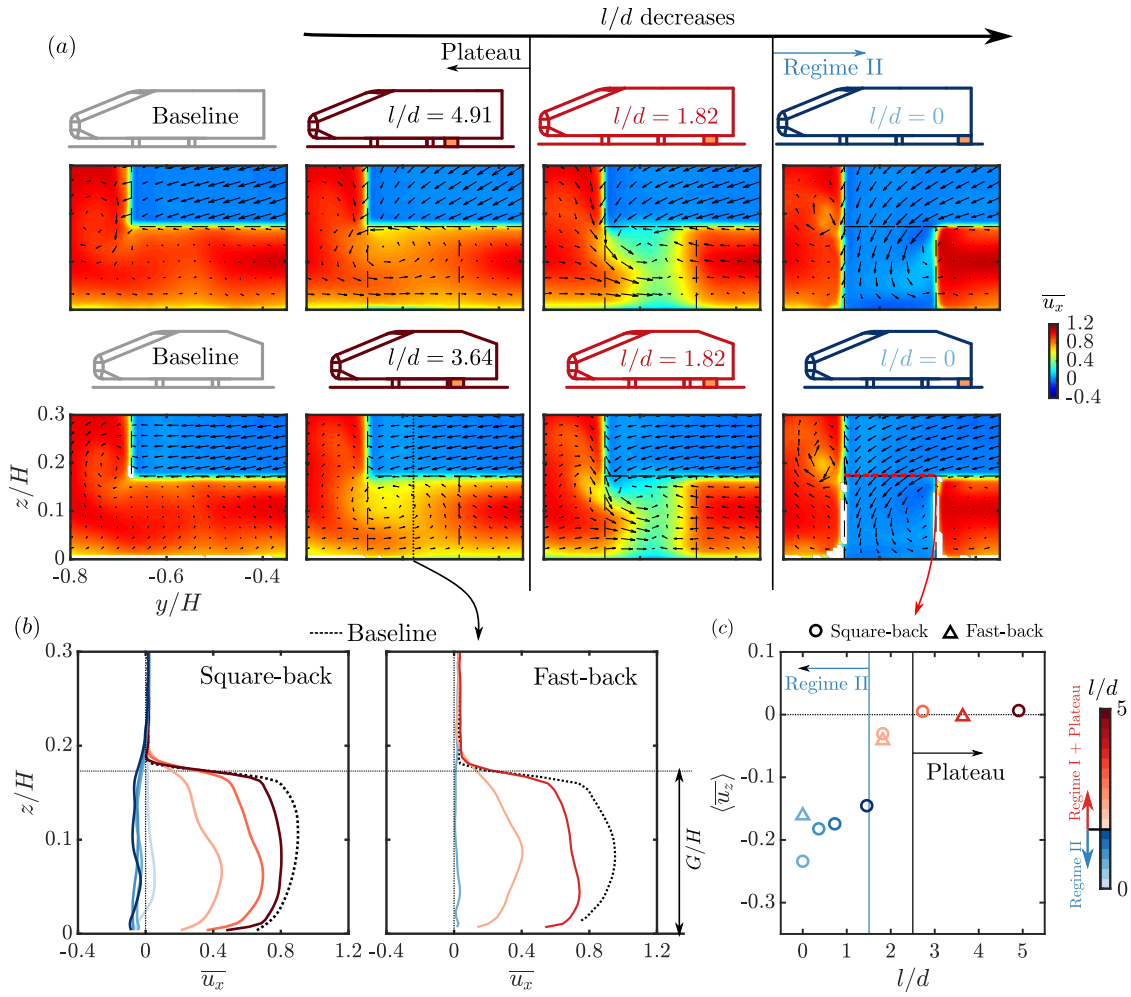 l/d decreases
(a)
Plateau
Regime II
Baseline
l/d = 4.91
l/d = 1.82
l/d = 0
Baseline
l/d = 3.64
l/d = 1.82
l/d = 0
u_x
1.2
0.8
0.4
0
-0.4
0.3
0.2
0.1
0
z/H
-0.8 -0.6 -0.4
y/H
(b)
Baseline
0.3
0.2
0.1
0
z/H
Square-back
-0.4 0 0.4 0.8 1.2
u_x
Fast-back
-0.4 0 0.4 0.8 1.2
u_x
G/H
(c)
Square-back Fast-back
0.1
0
-0.1
-0.2
-0.3
⟨u_z⟩
Regime II
Plateau
0 1 2 3 4 5
l/d
l/d
5
0
Regime I + Plateau
Regime II